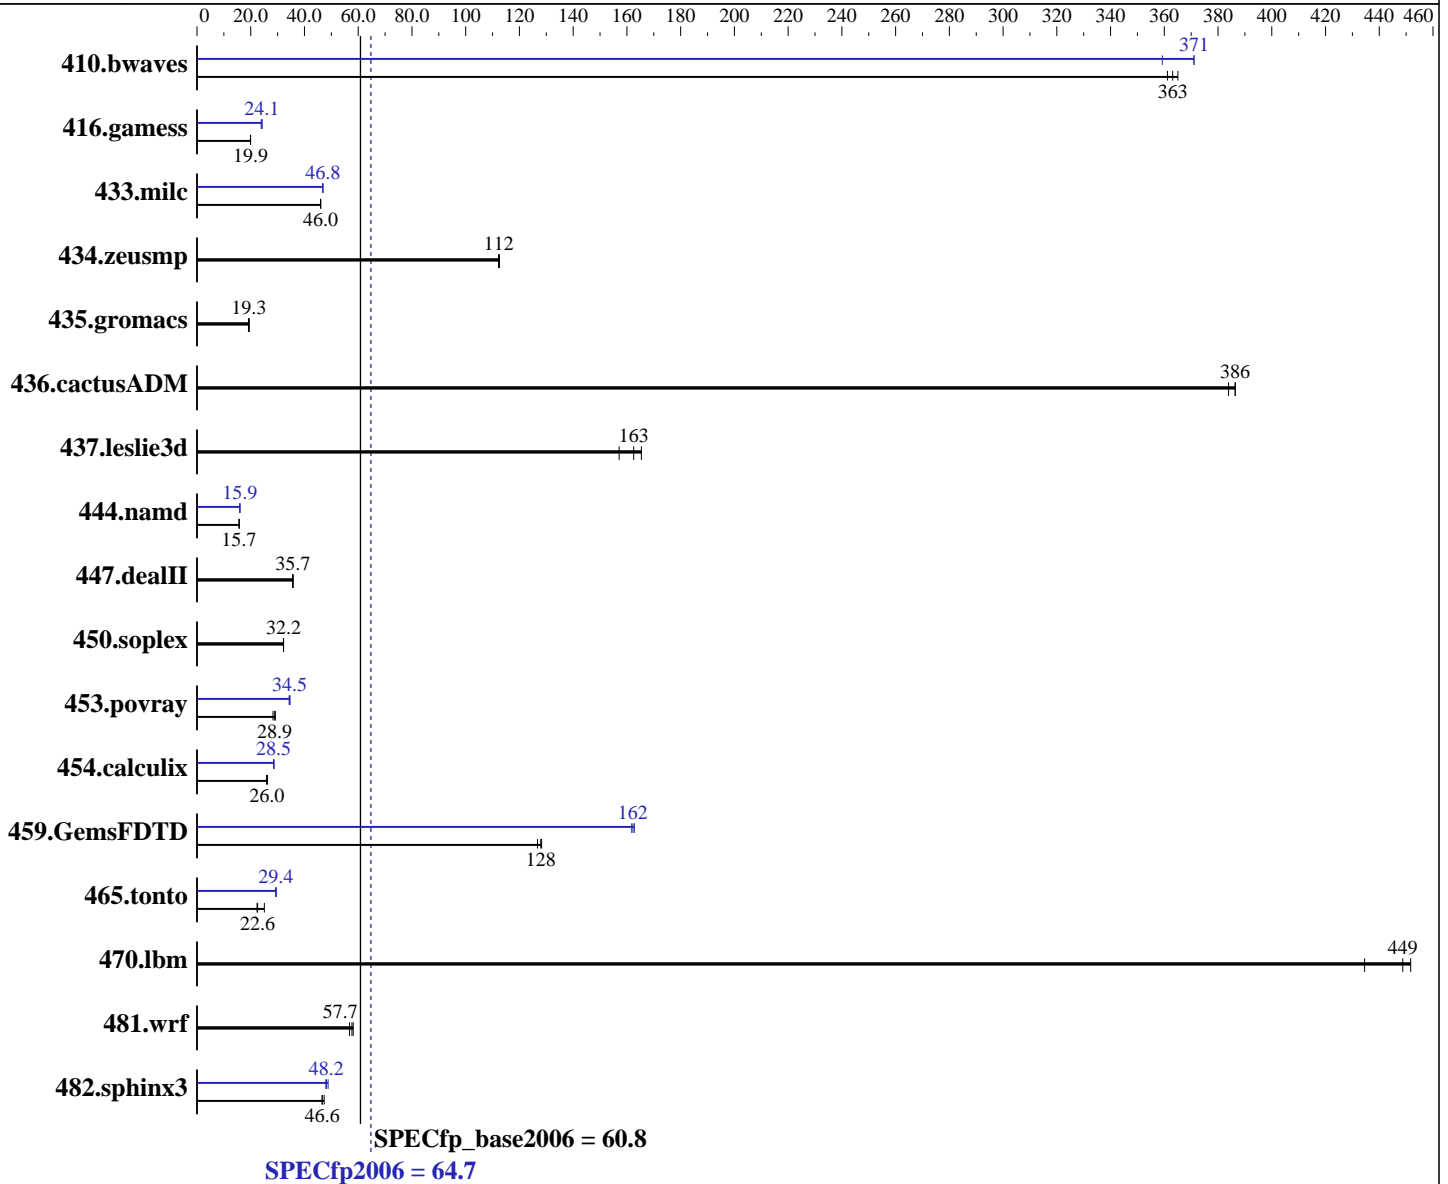 0 20.0 40.0 60.0 80.0 100 120 140 160 180 200 220 240 260 280 300 320 340 360 380 400 420 440 460
410.bwaves
371
363
416.gamess
24.1
19.9
433.milc
46.8
46.0
434.zeusmp
112
435.gromacs
19.3
436.cactusADM
386
437.leslie3d
163
444.namd
15.9
15.7
447.dealII
35.7
450.soplex
32.2
453.povray
34.5
28.9
454.calculix
28.5
26.0
459.GemsFDTD
162
128
465.tonto
29.4
22.6
470.lbm
449
481.wrf
57.7
482.sphinx3
48.2
46.6
SPECfp_base2006 = 60.8
SPECfp2006 = 64.7